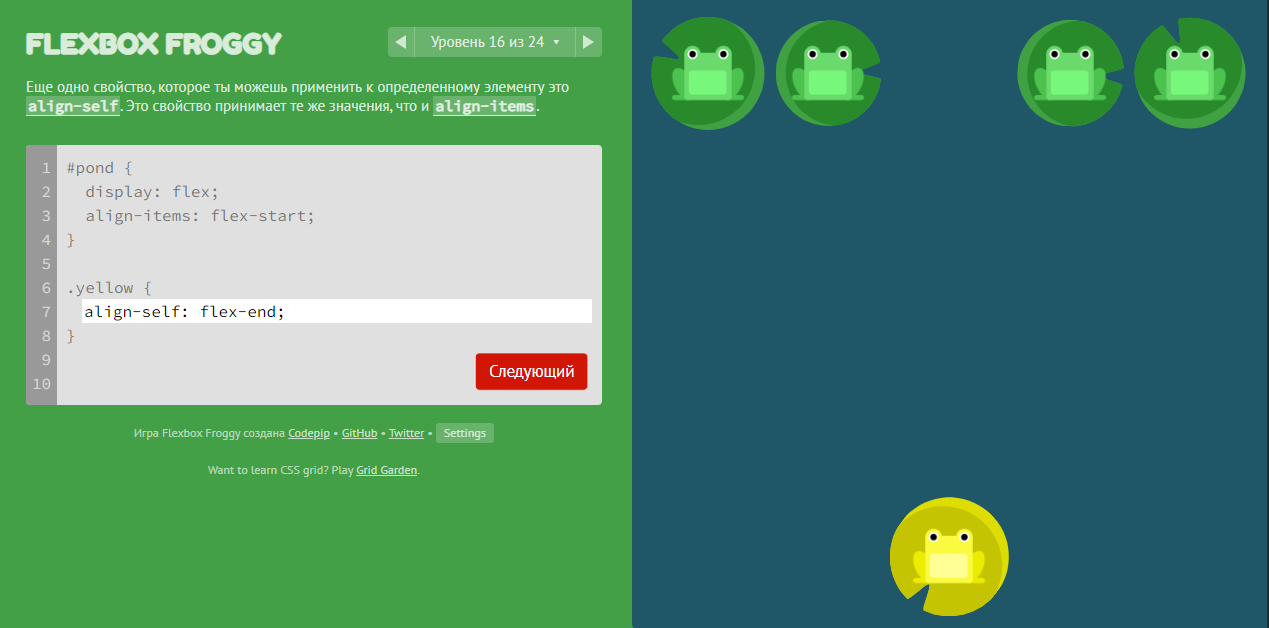 FLEXBOX FROGGY
Уровень 16 из 24
Еще одно свойство, которое ты можешь применить к определенному элементу это
align-self. Это свойство принимает те же значения, что и align-items.
1 #pond {
2 display: flex;
3 align-items: flex-start;
4 }
5
6 .yellow {
7 align-self: flex-end;
8 }
9
10
Следующий
Игра Flexbox Froggy создана Codepip • GitHub • Twitter • Settings
Want to learn CSS grid? Play Grid Garden.